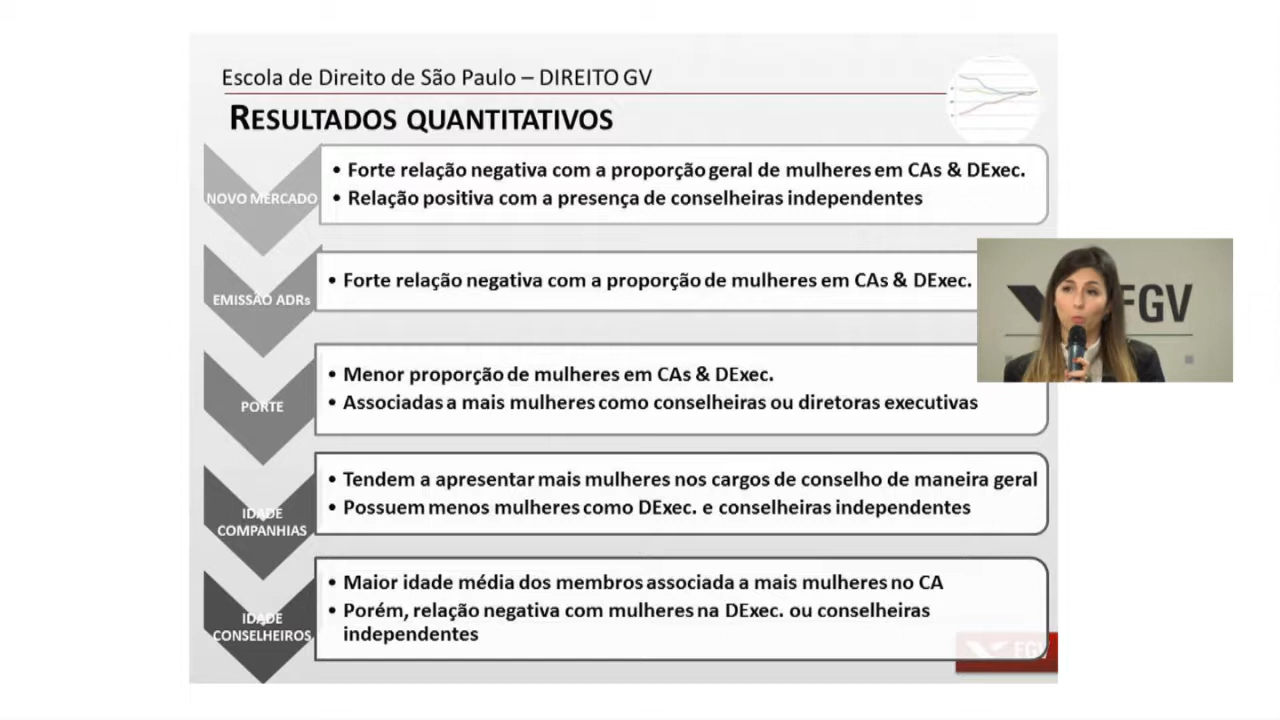 Escola de Direito de São Paulo – DIREITO GV
RESULTADOS QUANTITATIVOS
NOVO MERCADO
• Forte relação negativa com a proporção geral de mulheres em CAs & DExec.
• Relação positiva com a presença de conselheiras independentes
EMISSÃO ADRs
• Forte relação negativa com a proporção de mulheres em CAs & DExec.
FGV
PORTE
• Menor proporção de mulheres em CAs & DExec.
• Associadas a mais mulheres como conselheiras ou diretoras executivas
IDADE
COMPANHIAS
• Tendem a apresentar mais mulheres nos cargos de conselho de maneira geral
• Possuem menos mulheres como DExec. e conselheiras independentes
IDADE
CONSELHEIROS
• Maior idade média dos membros associada a mais mulheres no CA
• Porém, relação negativa com mulheres na DExec. ou conselheiras
independentes
FGV